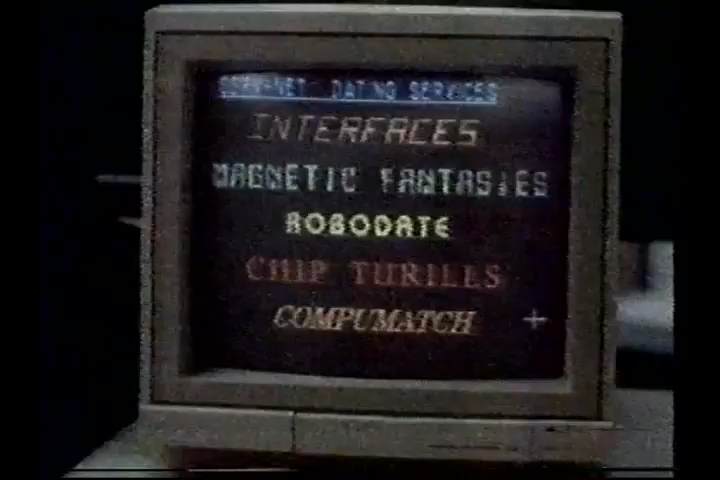 DATING SERVICES
INTERFACES
MAGNETIC FANTASIES
ROBODATE
CHIP THRILLS
COMPUMATCH